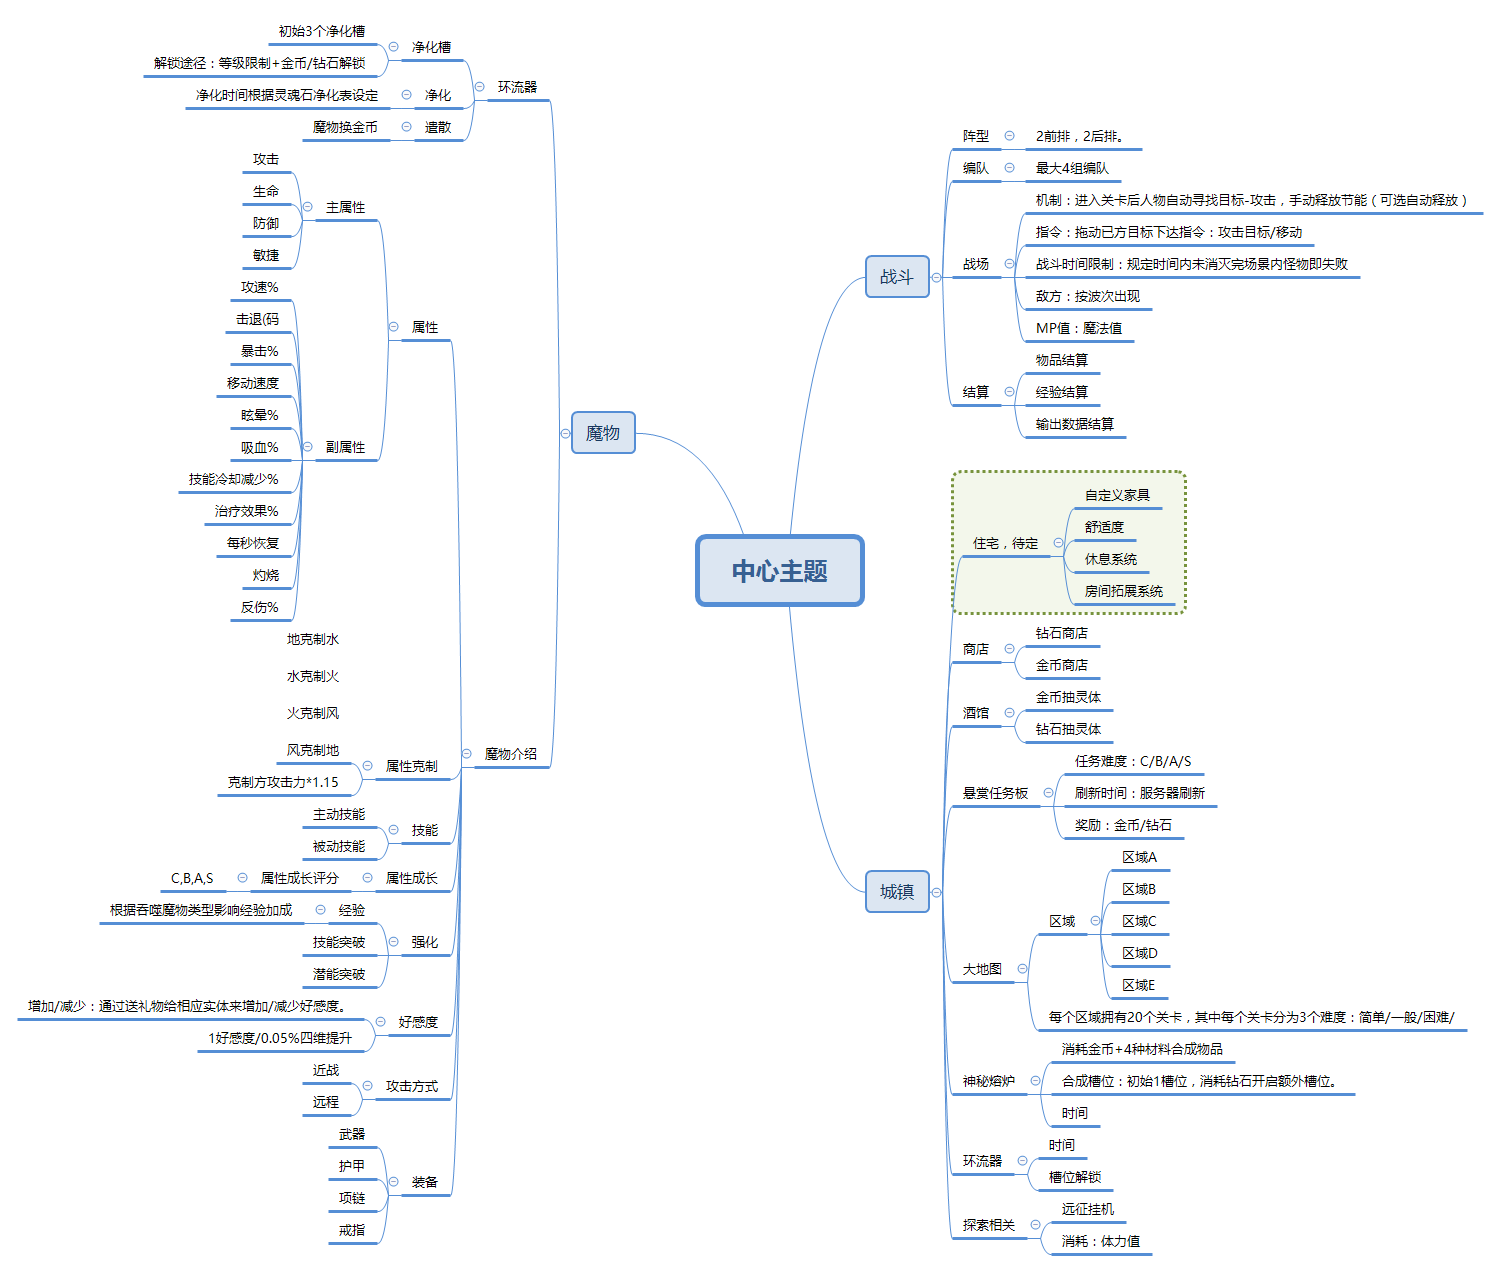 中心主题
战斗
阵型
2前排，2后排。
编队
最大4组编队
战场
机制：进入关卡后人物自动寻找目标-攻击，手动释放节能（可选自动释放）
指令：拖动已方目标下达指令：攻击目标/移动
战斗时间限制：规定时间内未消灭完场景内怪物即失败
敌方：按波次出现
MP值：魔法值
结算
物品结算
经验结算
输出数据结算
城镇
住宅，待定
自定义家具
舒适度
休息系统
房间拓展系统
商店
钻石商店
金币商店
酒馆
金币抽灵体
钻石抽灵体
悬赏任务板
任务难度：C/B/A/S
刷新时间：服务器刷新
奖励：金币/钻石
大地图
区域
区域A
区域B
区域C
区域D
区域E
每个区域拥有20个关卡，其中每个关卡分为3个难度：简单/一般/困难/
神秘熔炉
消耗金币+4种材料合成物品
合成槽位：初始1槽位，消耗钻石开启额外槽位。
时间
环流器
时间
槽位解锁
探索相关
远征挂机
消耗：体力值
魔物
环流器
净化槽
初始3个净化槽
解锁途径：等级限制+金币/钻石解锁
净化
净化时间根据灵魂石净化表设定
遣散
魔物换金币
魔物介绍
属性
主属性
攻击
生命
防御
敏捷
副属性
攻速%
击退(码
暴击%
移动速度
眩晕%
吸血%
技能冷却减少%
治疗效果%
每秒恢复
灼烧
反伤%
属性克制
地克制水
水克制火
火克制风
风克制地
克制方攻击力*1.15
技能
主动技能
被动技能
属性成长
属性成长评分
C,B,A,S
强化
经验
根据吞噬魔物类型影响经验加成
技能突破
潜能突破
好感度
增加/减少：通过送礼物给相应实体来增加/减少好感度。
1好感度/0.05%四维提升
攻击方式
近战
远程
装备
武器
护甲
项链
戒指